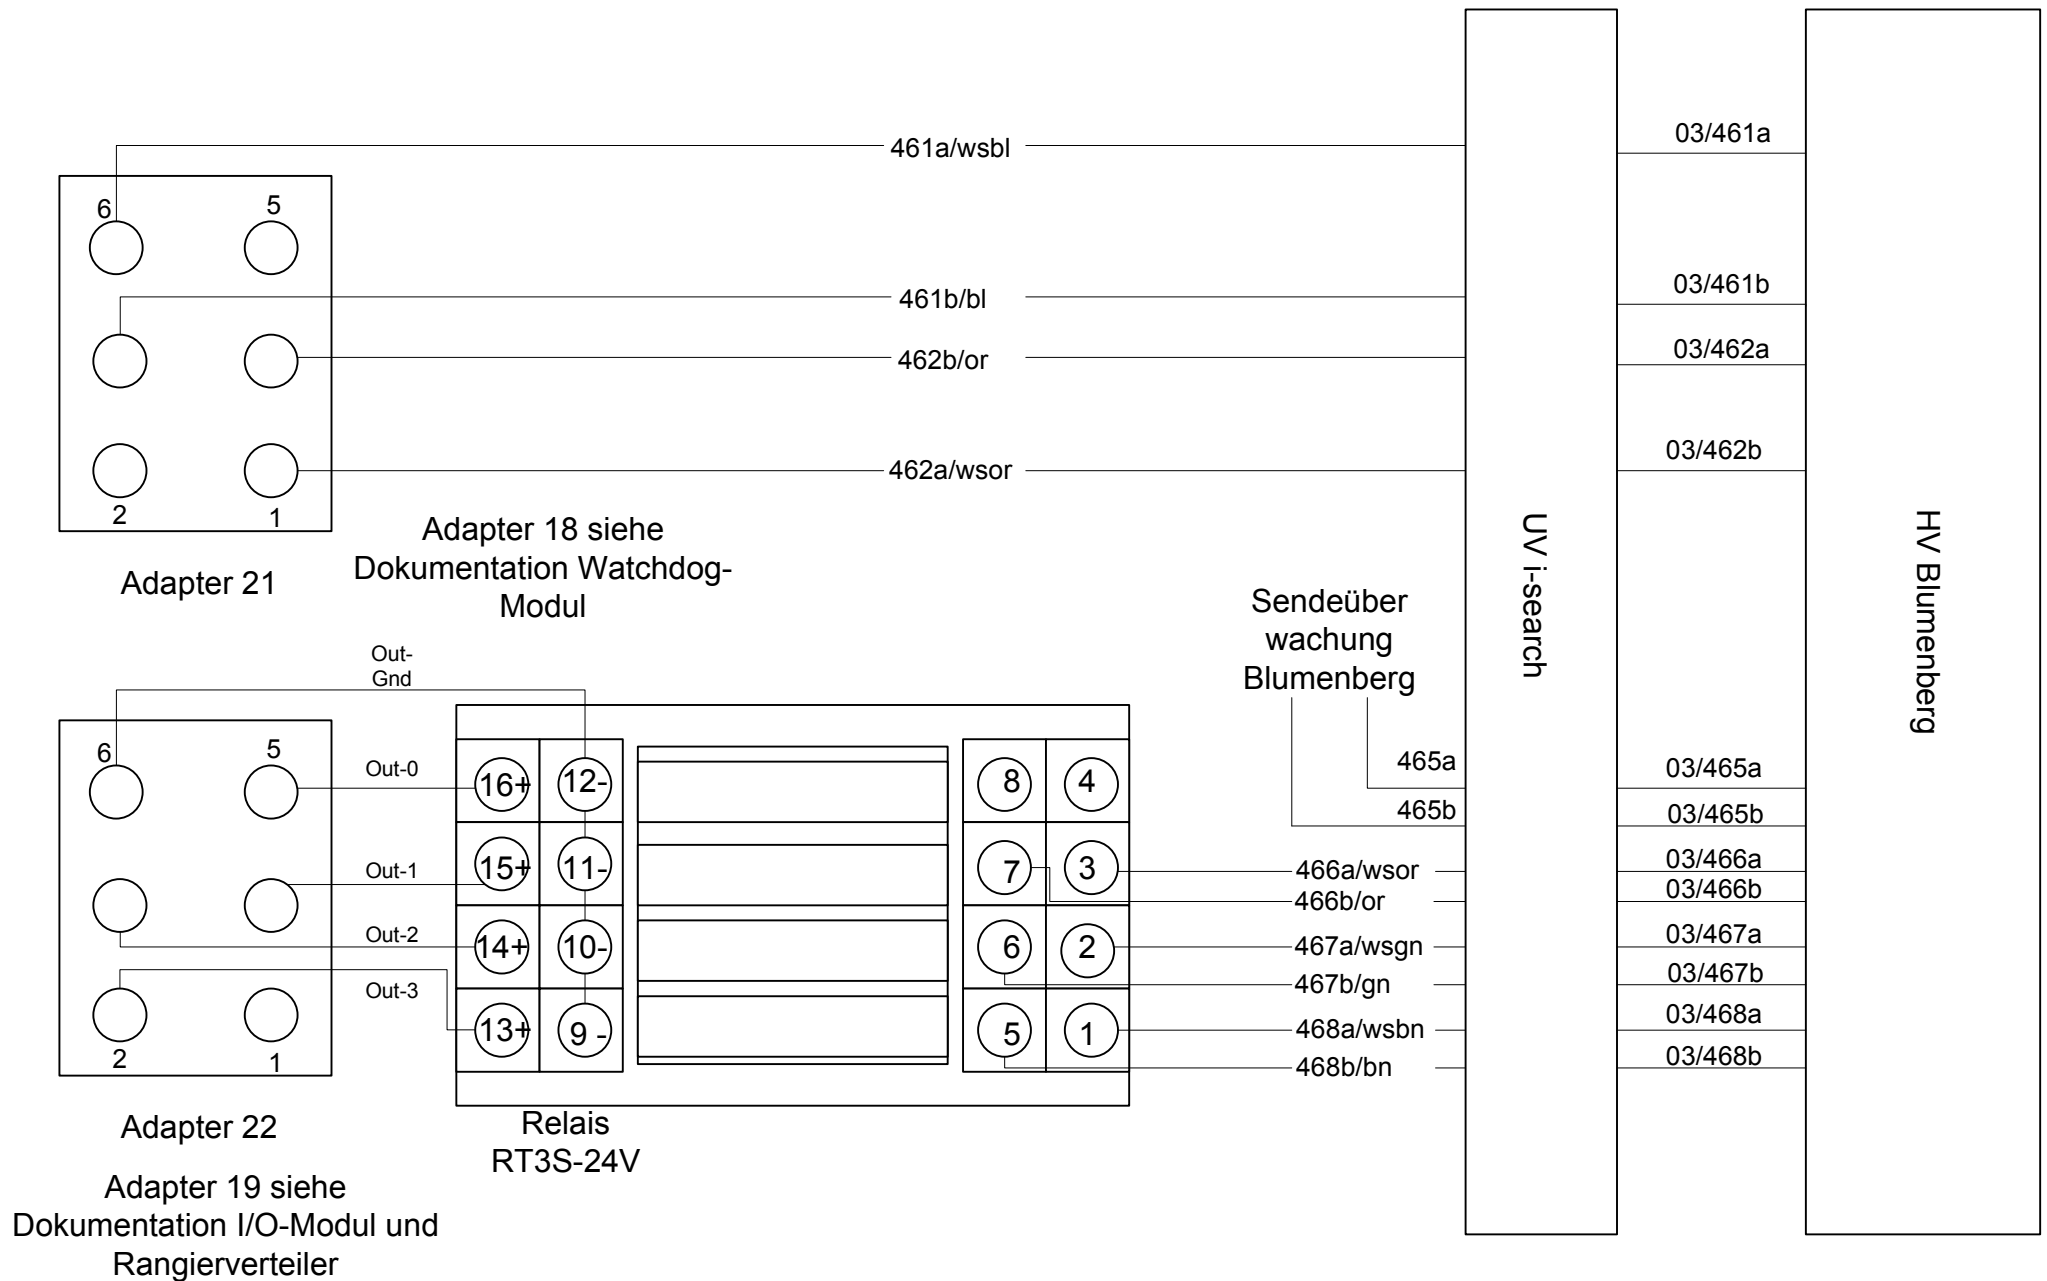 03/461a
461a/wsbl
6
5
03/461b
461b/bl
03/462a
462b/or
03/462b
462a/wsor
2
1
Adapter 21
Adapter 18 siehe
Dokumentation Watchdog-
Modul
UV i-search
HV Blumenberg
Sendeüber
wachung
Blumenberg
Out-
Gnd
6
5
Out-0
16+
12-
8
4
465a
03/465a
465b
03/465b
Out-1
15+
11-
7
3
466a/wsor
03/466a
466b/or
03/466b
Out-2
14+
10-
6
2
467a/wsgn
03/467a
467b/gn
03/467b
Out-3
13+
9 -
5
1
468a/wsbn
03/468a
468b/bn
03/468b
2
1
Adapter 22
Relais
RT3S-24V
Adapter 19 siehe
Dokumentation I/O-Modul und
Rangierverteiler